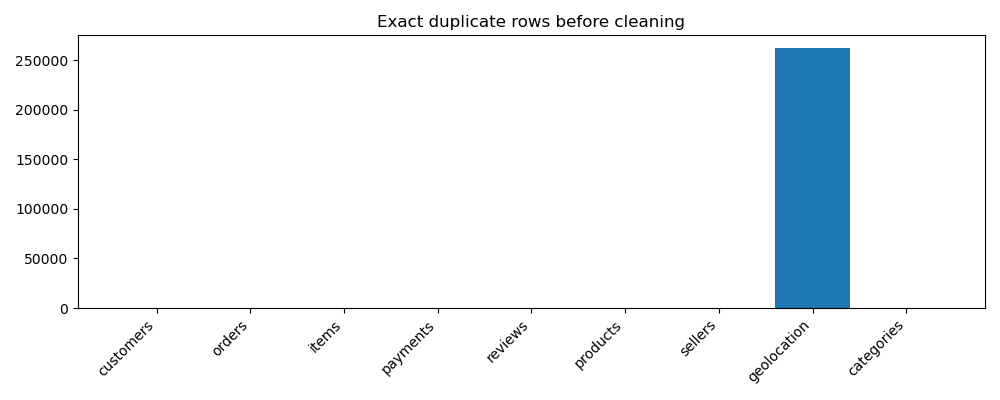 Exact duplicate rows before cleaning
250000
200000
150000
100000
50000
0
customers
orders
items
payments
reviews
products
sellers
geolocation
categories